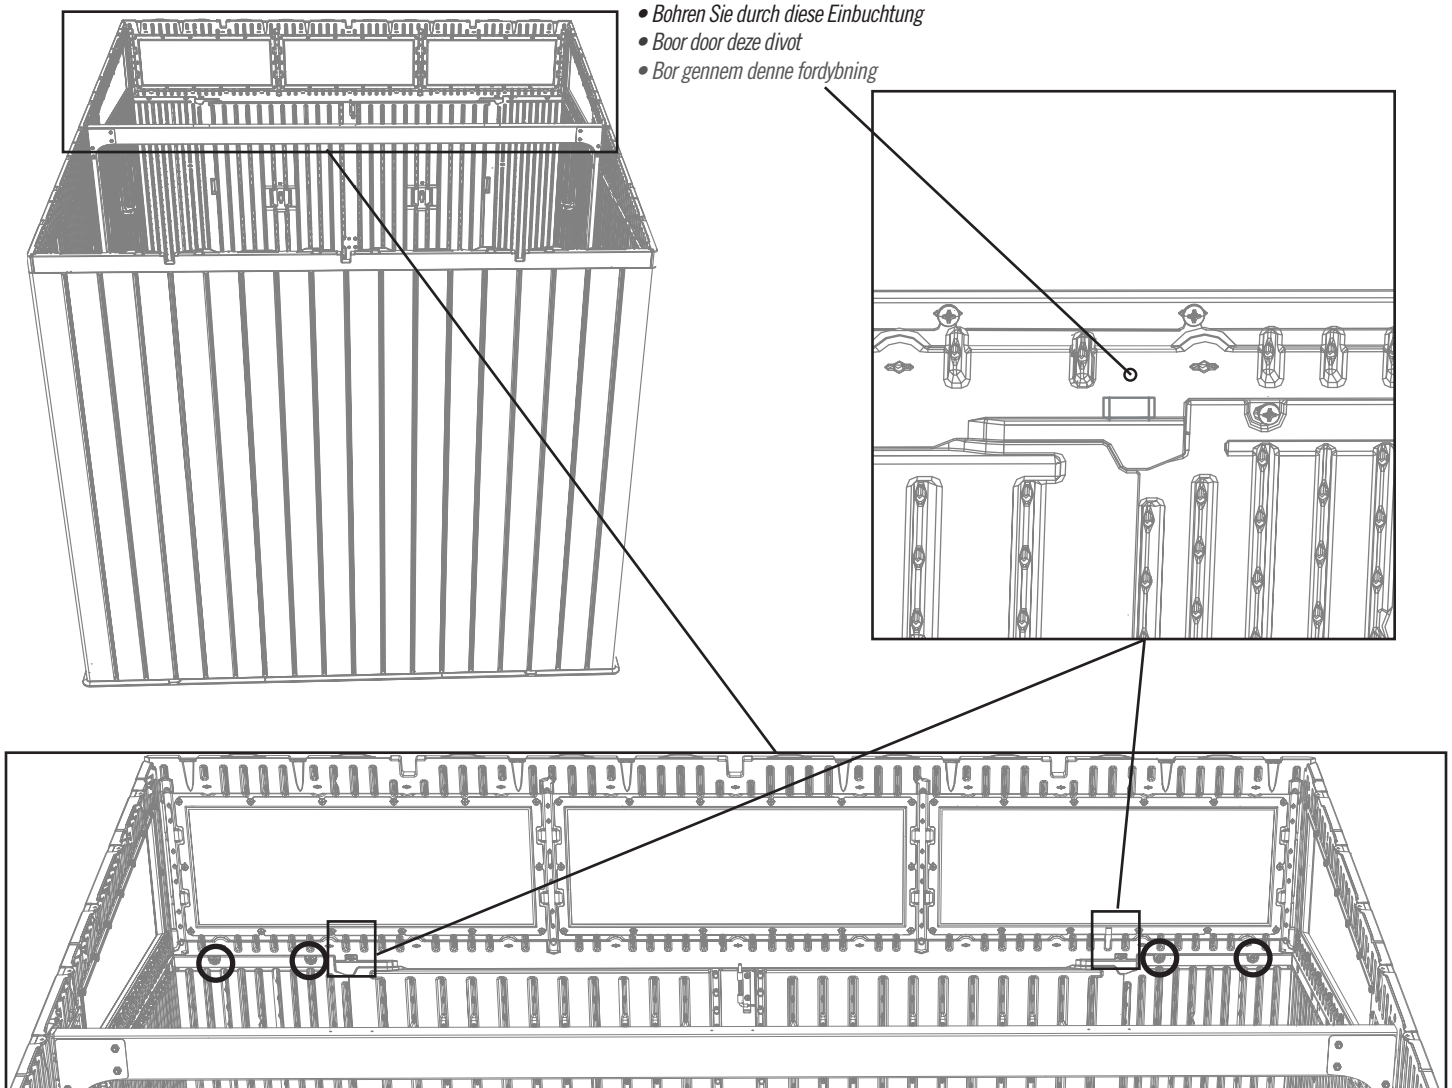 • Bohren Sie durch diese Einbuchtung
• Boor door deze divot
• Bor gennem denne fordybning